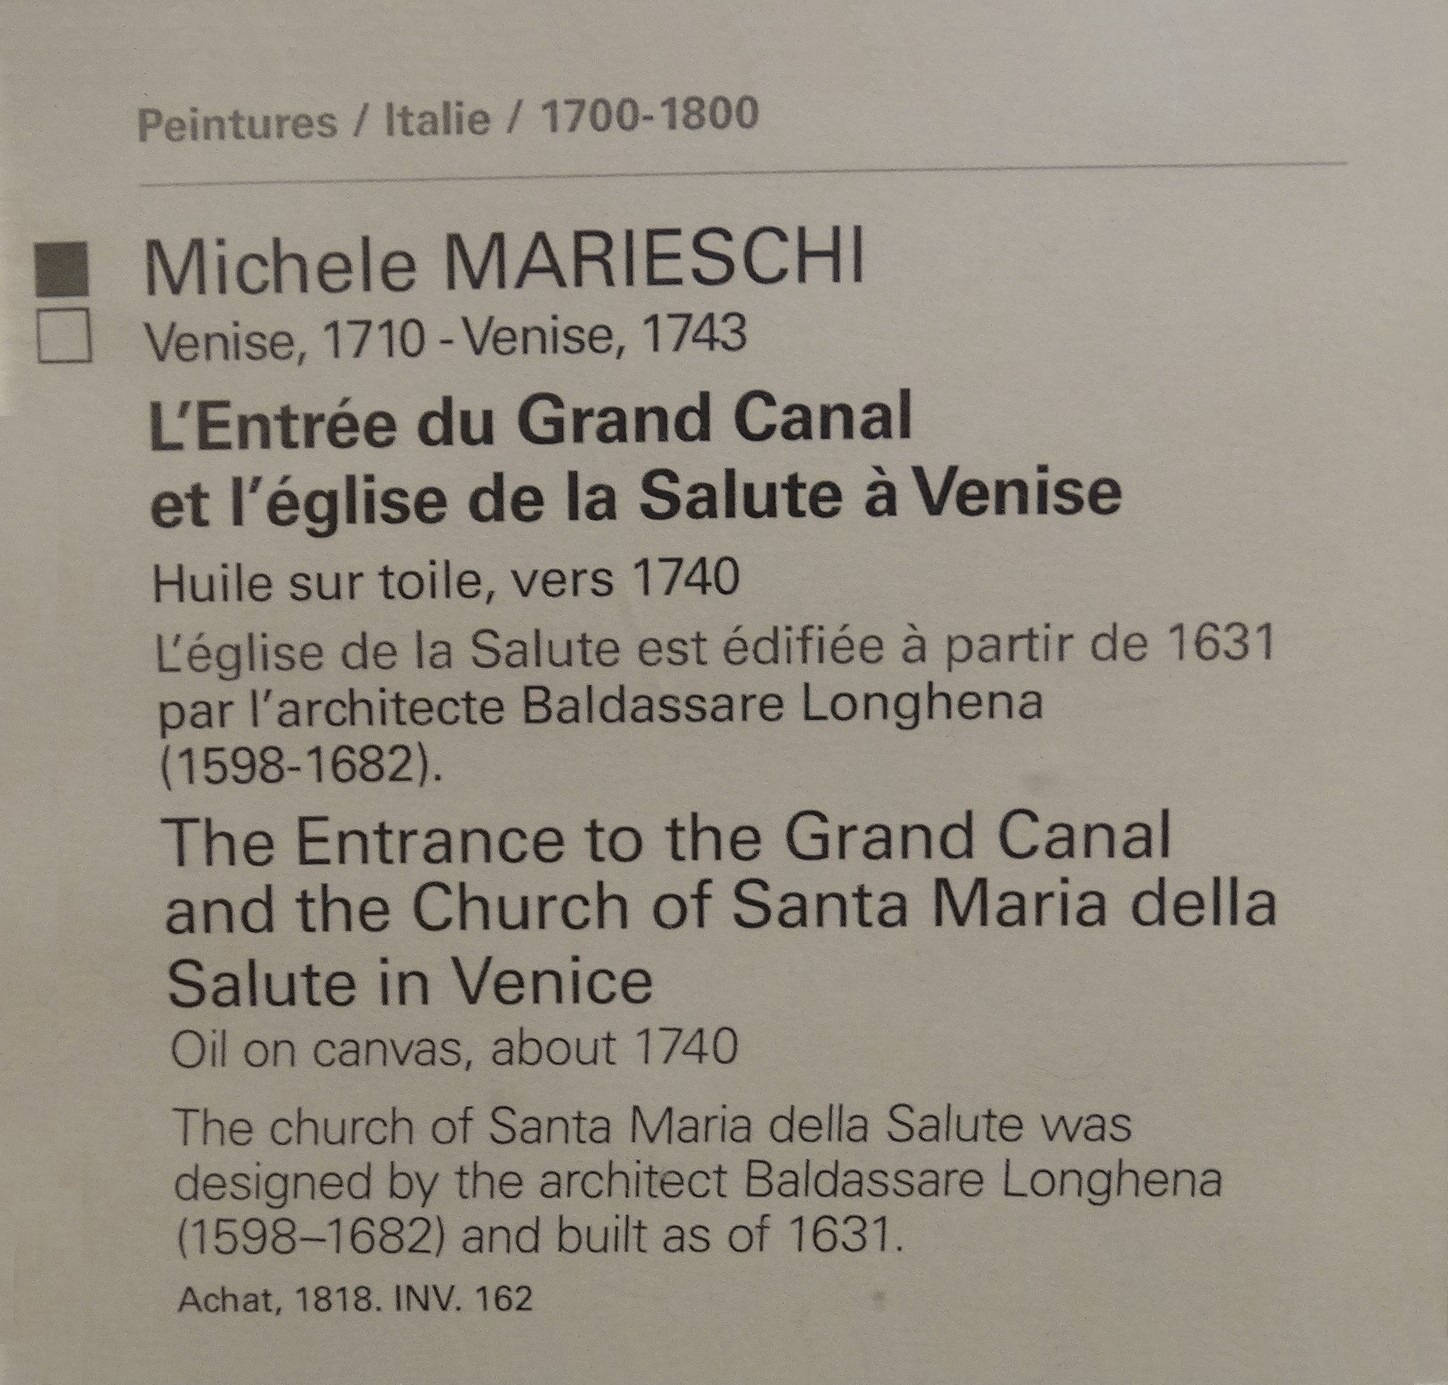 Peintures / Italie / 1700-1800
Michele MARIESCHI
Venise, 1710 - Venise, 1743
L'Entrée du Grand Canal
et l'église de la Salute à Venise
Huile sur toile, vers 1740
L'église de la Salute est édifiée à partir de 1631
par l'architecte Baldassare Longhena
(1598-1682).
The Entrance to the Grand Canal
and the Church of Santa Maria della
Salute in Venice
Oil on canvas, about 1740
The church of Santa Maria della Salute was
designed by the architect Baldassare Longhena
(1598–1682) and built as of 1631.
Achat, 1818. INV. 162